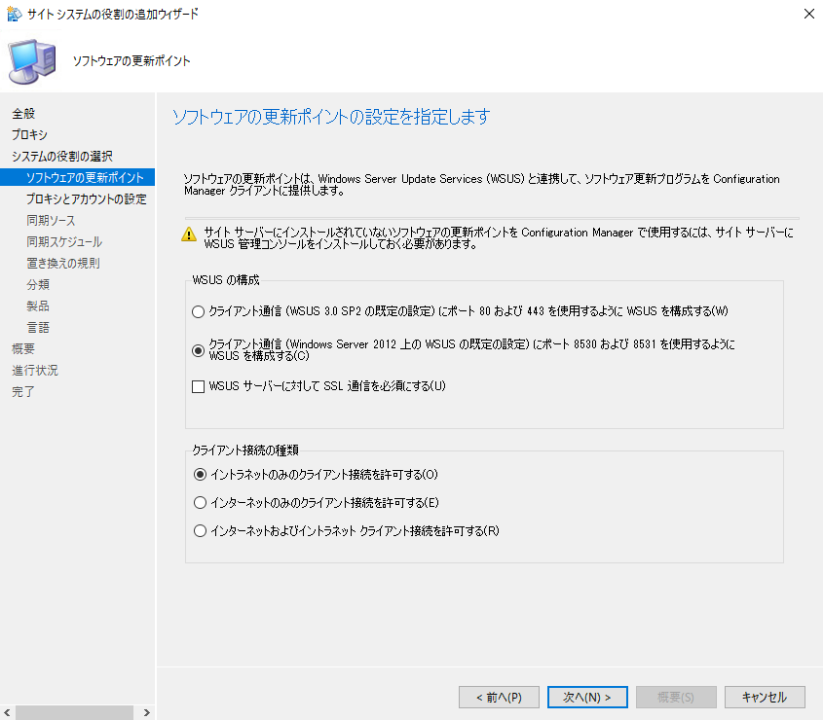 サイト システムの役割の追加ウィザード
ソフトウェアの更新ポイント
全般
プロキシ
システムの役割の選択
ソフトウェアの更新ポイント
プロキシとアカウントの設定
同期ソース
同期スケジュール
置き換えの規則
分類
製品
言語
概要
進行状況
完了
ソフトウェアの更新ポイントの設定を指定します
ソフトウェアの更新ポイントは、Windows Server Update Services (WSUS) と連携して、ソフトウェア更新プログラムを Configuration
Manager クライアントに提供します。
サイト サーバーにインストールされていないソフトウェアの更新ポイントを Configuration Manager で使用するには、サイト サーバーに
WSUS 管理コンソールをインストールしておく必要があります。
WSUS の構成
クライアント通信 (WSUS 3.0 SP2 の既定の設定) にポート 80 および 443 を使用するように WSUS を構成する(W)
クライアント通信 (Windows Server 2012 上の WSUS の既定の設定) にポート 8530 および 8531 を使用するように
WSUS を構成する(C)
WSUS サーバーに対して SSL 通信を必須にする(U)
クライアント接続の種類
イントラネットのみのクライアント接続を許可する(O)
インターネットのみのクライアント接続を許可する(E)
インターネットおよびイントラネット クライアント接続を許可する(R)
< 前へ(P)
次へ(N) >
概要(S)
キャンセル